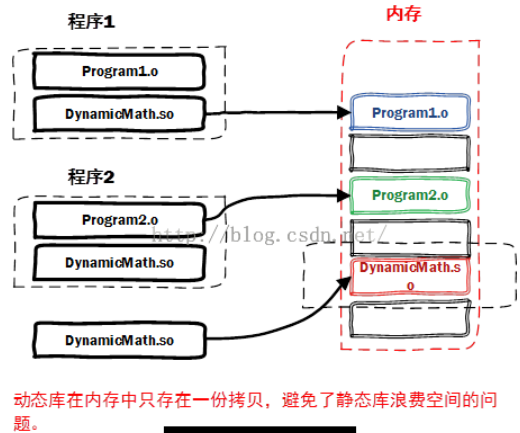 程序1
内存
Program1.o
DynamicMath.so
Program1.o
程序2
Program2.o
Program2.o
http://blog.csdn.net/
DynamicMath.so
DynamicMath.s
o
DynamicMath.so
动态库在内存中只存在一份拷贝，避免了静态库浪费空间的问
题。